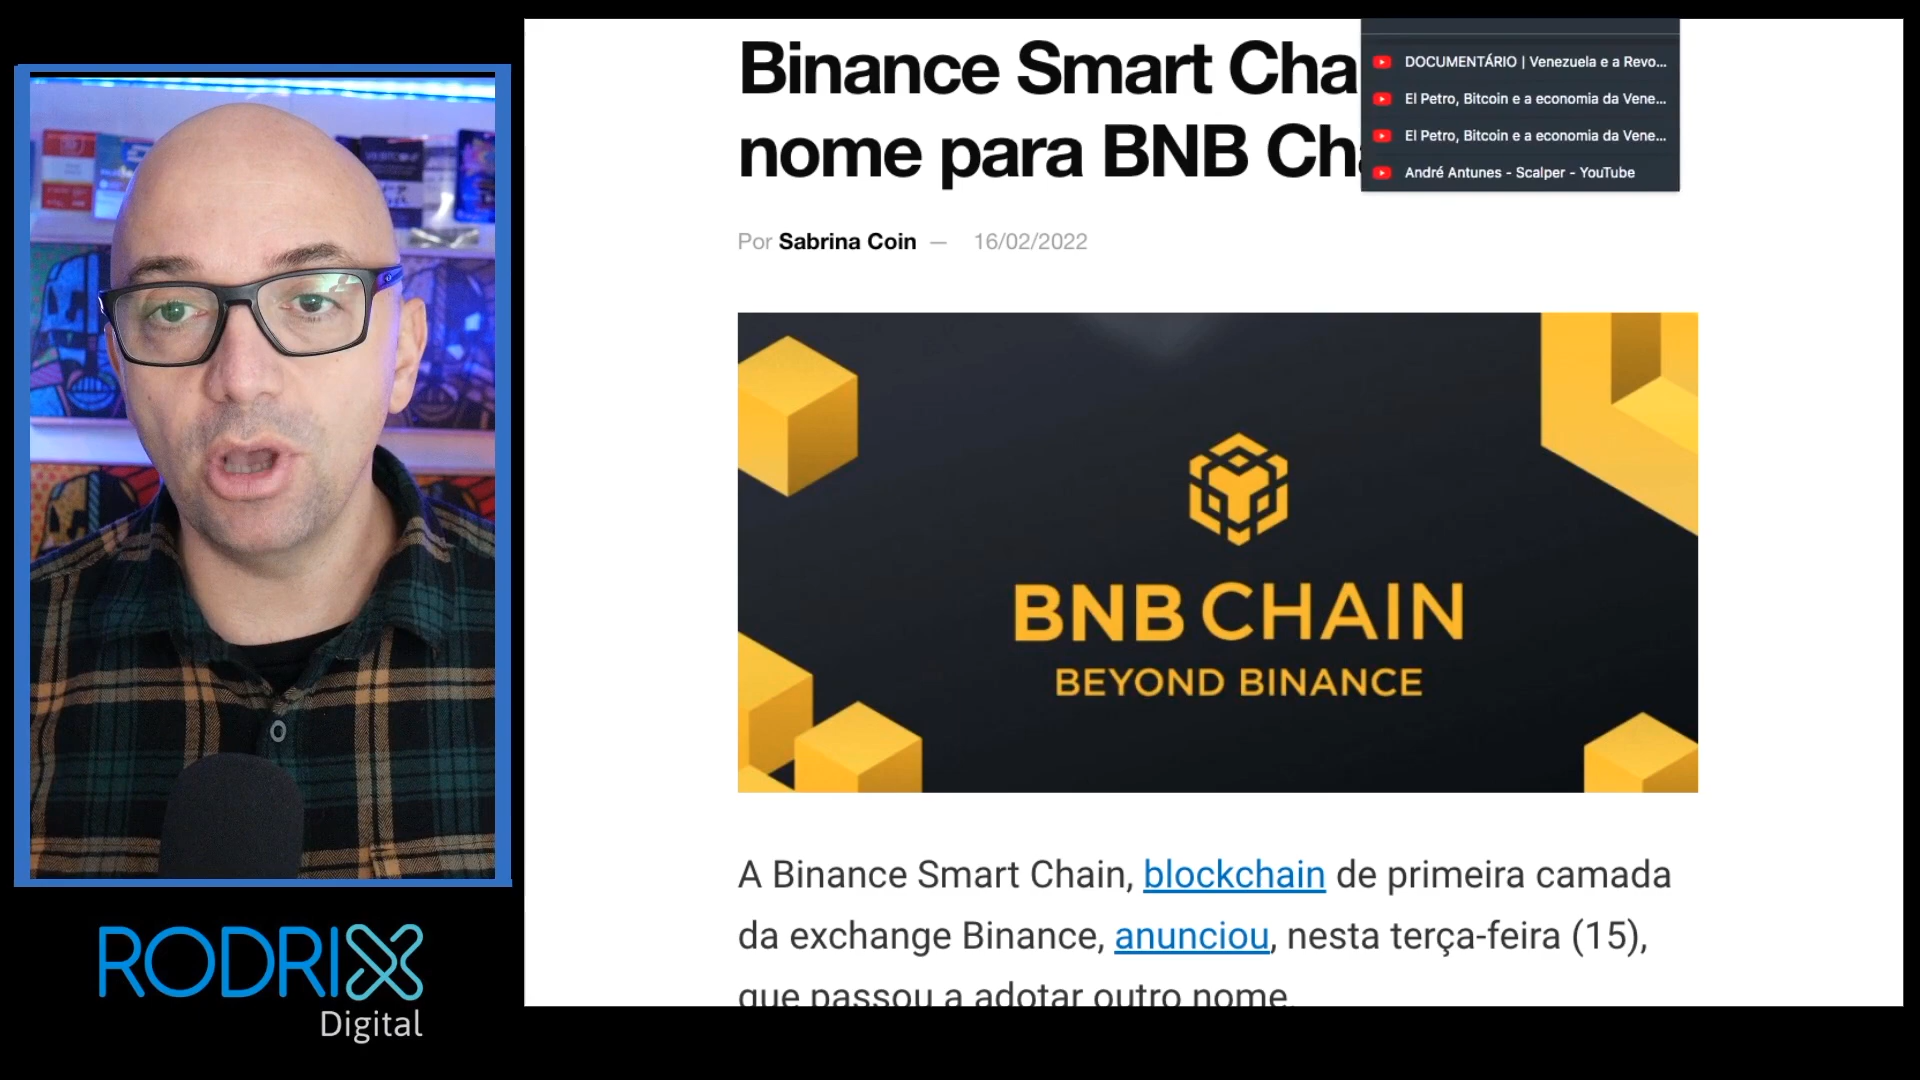 Binance Smart Cha
nome para BNB Ch
DOCUMENTÁRIO | Venezuela e a Revo...
El Petro, Bitcoin e a economia da Vene...
El Petro, Bitcoin e a economia da Vene...
André Antunes - Scalper - YouTube
Por Sabrina Coin — 16/02/2022
BNB CHAIN
BEYOND BINANCE
A Binance Smart Chain, blockchain de primeira camada
da exchange Binance, anunciou, nesta terça-feira (15),
que passou a adotar outro nome.
RODRIX
Digital